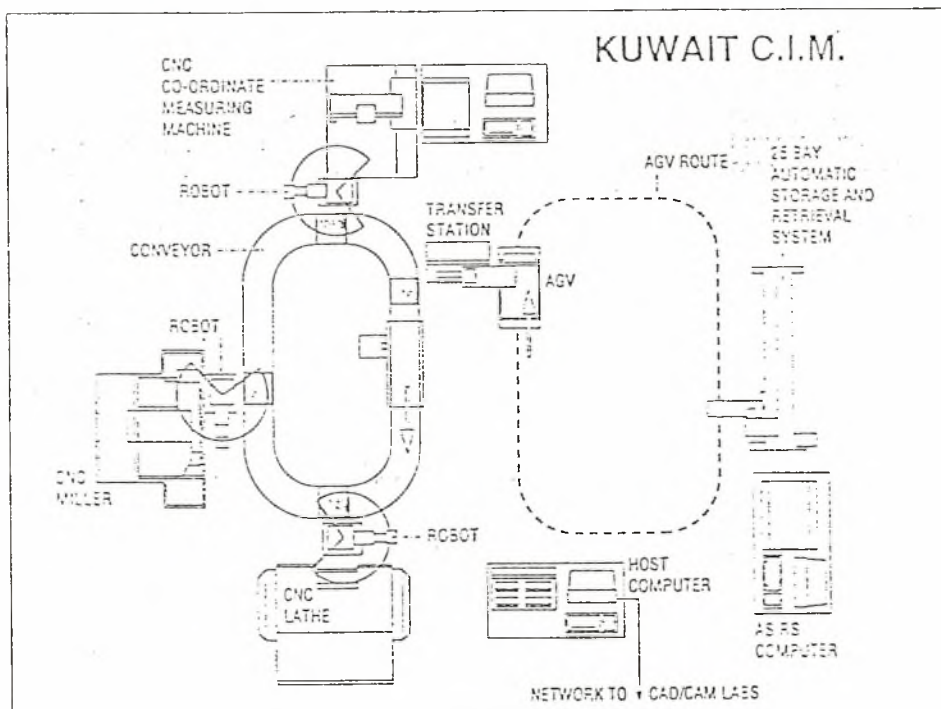 KUWAIT C.I.M.
CNC
CO-ORDINATE
MEASURING
MACHINE
ROBOT
CONVEYOR
ROBOT
CNC
MILLER
CNC
LATHE
ROBOT
TRANSFER
STATION
AGV
AGV ROUTE
BAY
AUTOMATIC
STORAGE AND
RETRIEVAL
SYSTEM
HOST
COMPUTER
AS/RS
COMPUTER
NETWORK TO CAD/CAM LABS